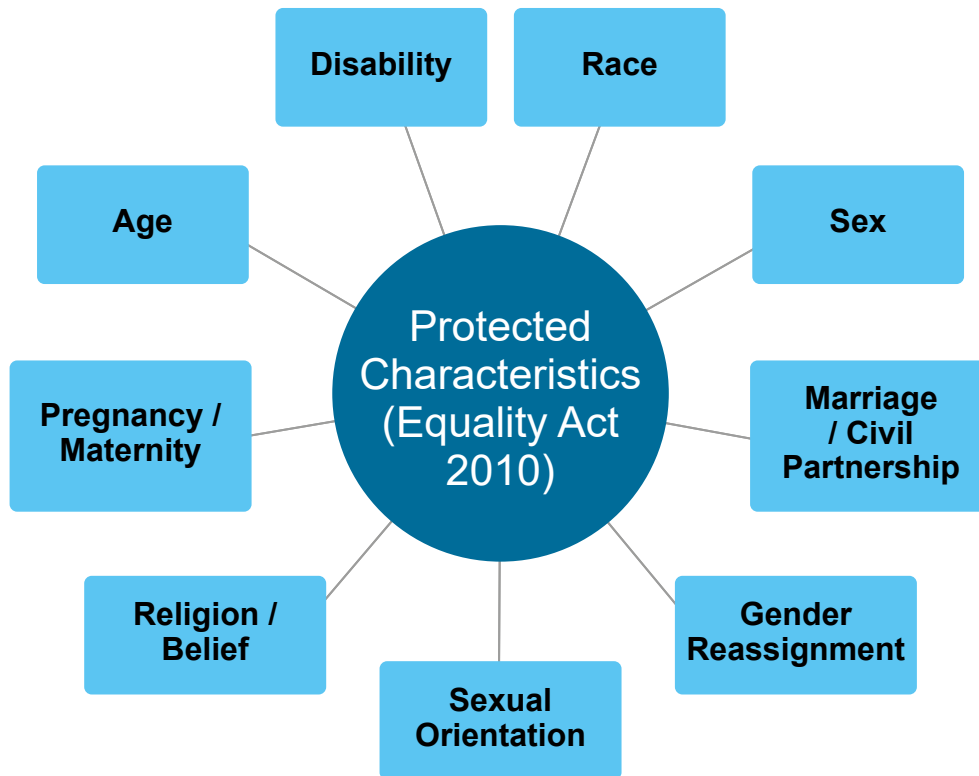 Disability
Race
Age
Sex
Protected
Characteristics
(Equality Act
2010)
Pregnancy /
Maternity
Marriage
/ Civil
Partnership
Religion /
Belief
Gender
Reassignment
Sexual
Orientation